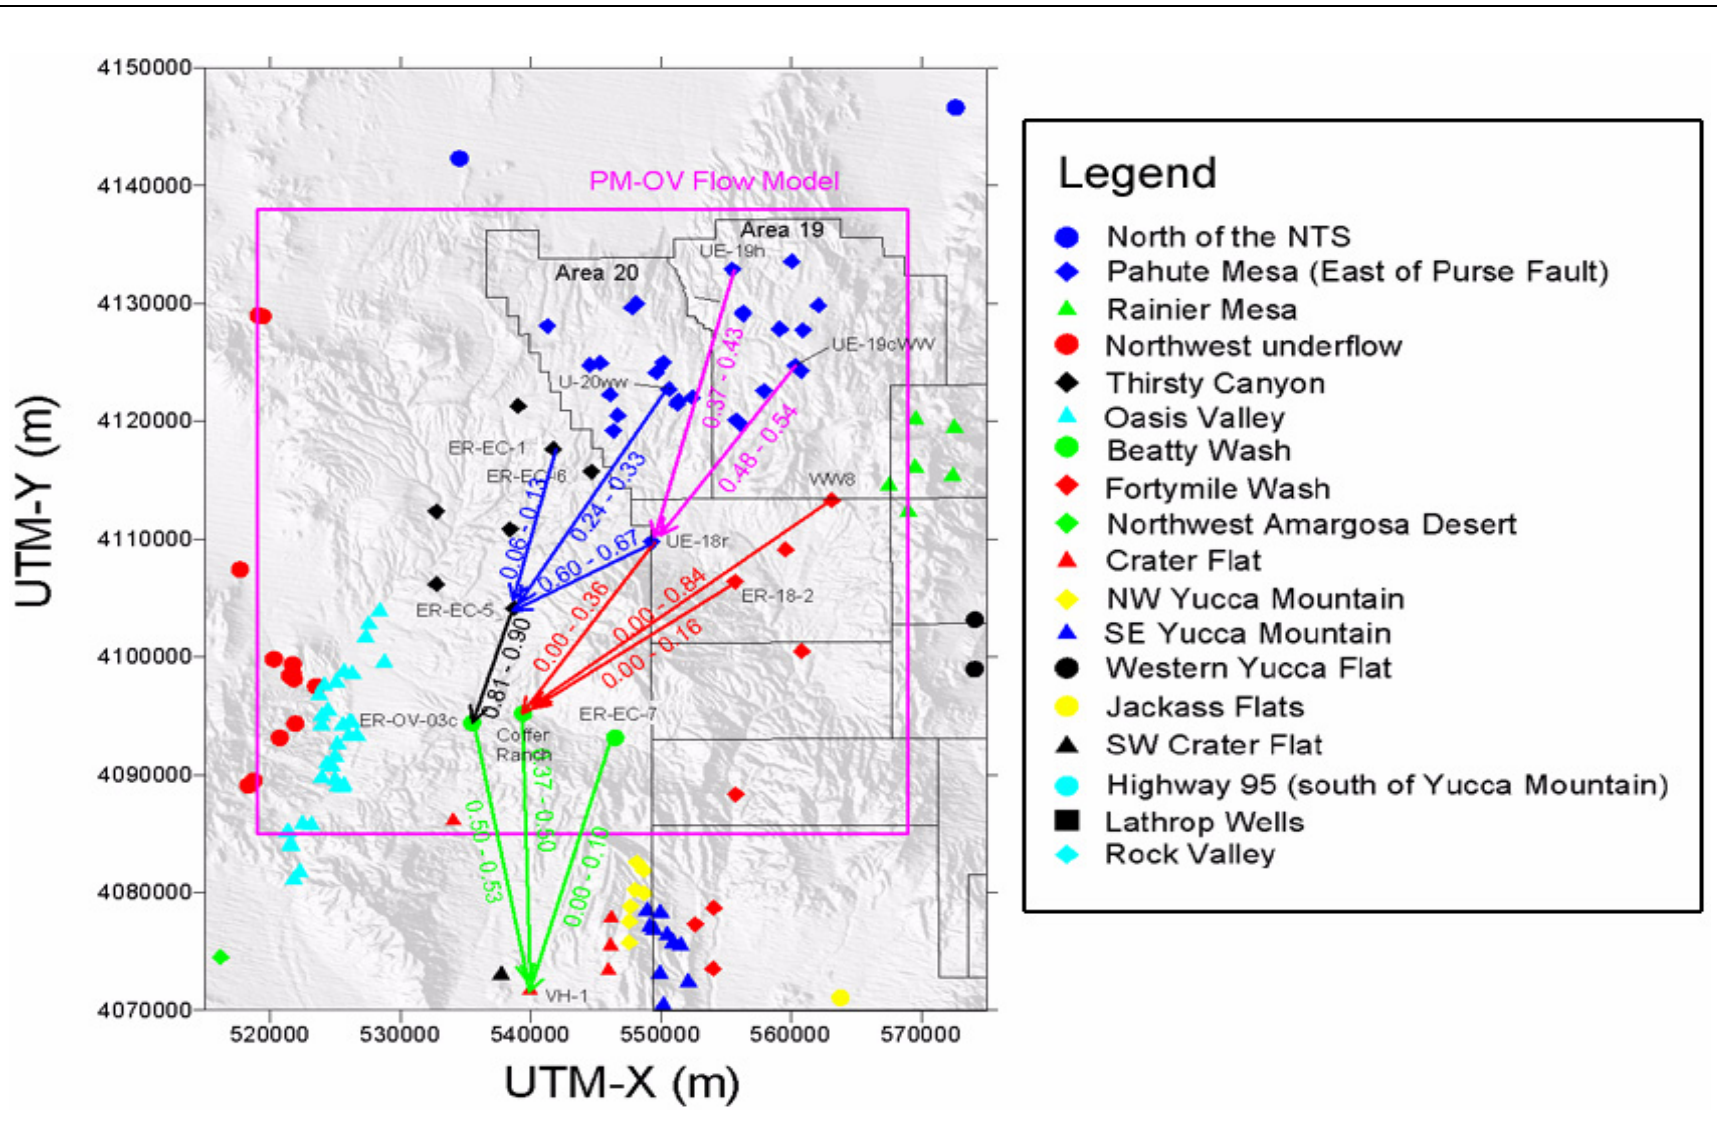 4150000
4140000
4130000
4120000
4110000
4100000
4090000
4080000
4070000
UTM-Y (m)
520000 530000 540000 550000 560000 570000
UTM-X (m)
PM-OV Flow Model
Area 19
UE-19h
Area 20
UE-19cWW
U-20ww
0.37 - 0.43
0.48 - 0.54
ER-EC-1
ER-EC-6
WW8
0.06 - 0.13
0.24 - 0.33
0.60 - 0.67
UE-18r
ER-EC-5
ER-18-2
0.00 - 0.36
0.00 - 0.84
0.00 - 0.16
0.81 - 0.90
ER-OV-03c
ER-EC-7
Coffer
Ranch
0.50 - 0.53
0.37 - 0.50
0.00 - 0.10
VH-1
Legend
North of the NTS
Pahute Mesa (East of Purse Fault)
Rainier Mesa
Northwest underflow
Thirsty Canyon
Oasis Valley
Beatty Wash
Fortymile Wash
Northwest Amargosa Desert
Crater Flat
NW Yucca Mountain
SE Yucca Mountain
Western Yucca Flat
Jackass Flats
SW Crater Flat
Highway 95 (south of Yucca Mountain)
Lathrop Wells
Rock Valley